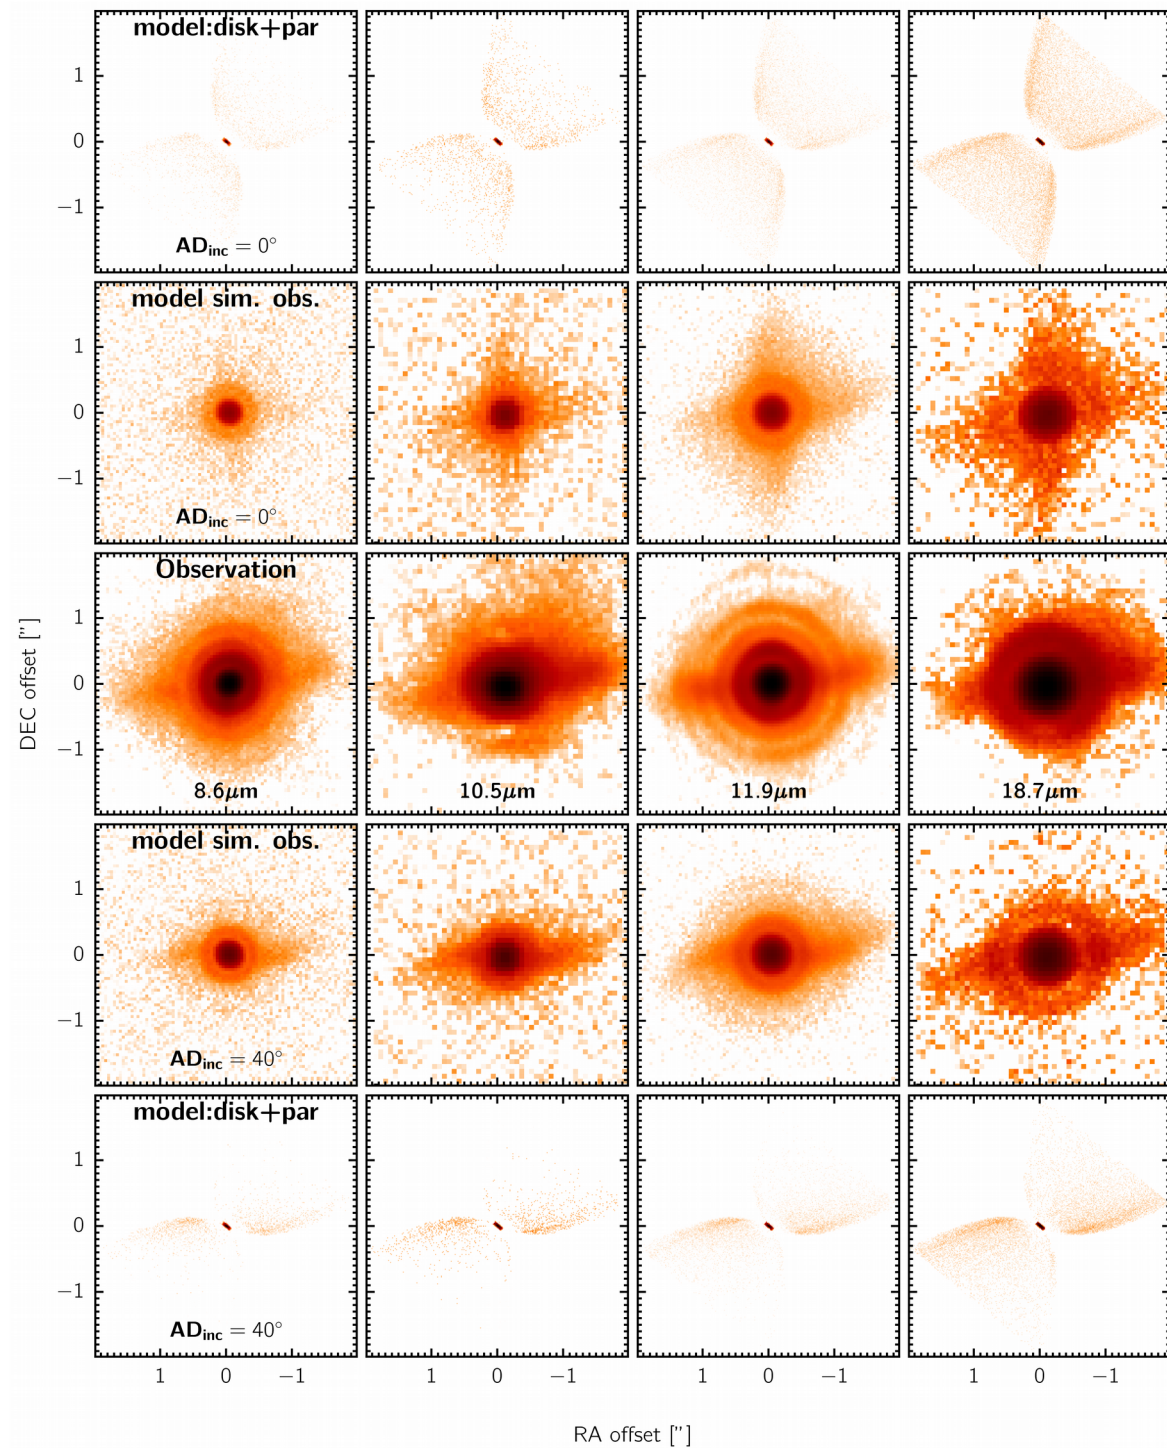 model:disk+par
1
0
−1
AD_inc = 0°
model sim. obs.
1
0
−1
AD_inc = 0°
Observation
1
0
−1
8.6μm 10.5μm 11.9μm 18.7μm
DEC offset ["]
model sim. obs.
1
0
−1
AD_inc = 40°
model:disk+par
1
0
−1
AD_inc = 40°
1 0 −1 1 0 −1 1 0 −1 1 0 −1
RA offset ["]